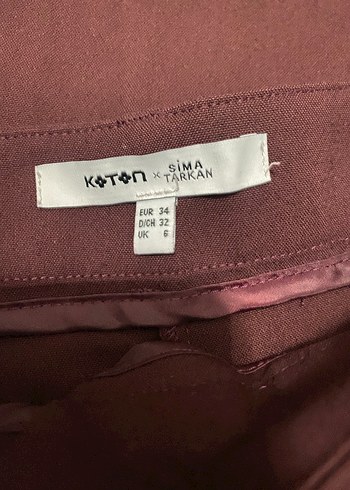 KOTON × SİMA TARKAN
EUR 34
D/CH 32
UK 6